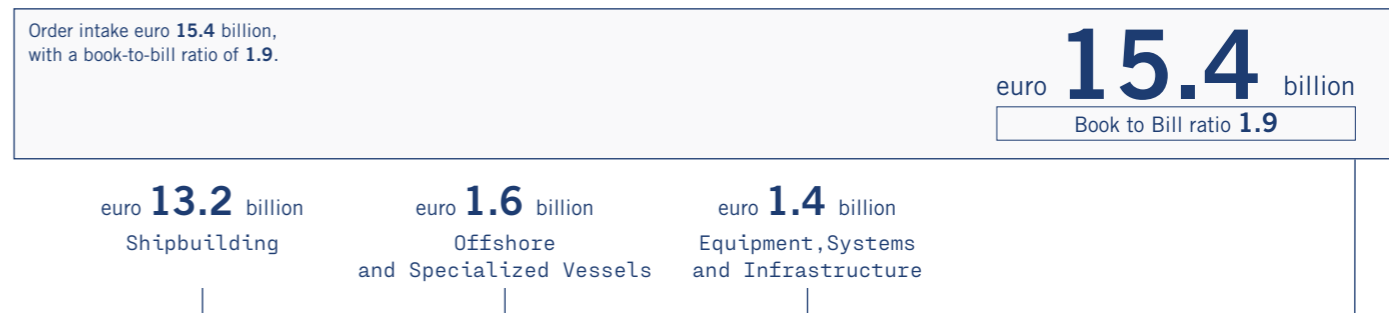 Order intake euro 15.4 billion,
with a book-to-bill ratio of 1.9.
euro 15.4 billion
Book to Bill ratio 1.9
euro 13.2 billion
Shipbuilding
euro 1.6 billion
Offshore
and Specialized Vessels
euro 1.4 billion
Equipment,Systems
and Infrastructure